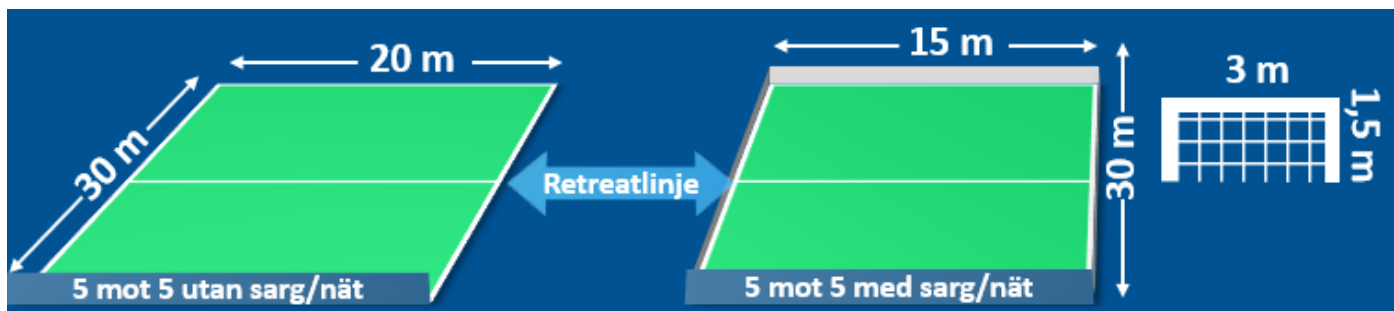 20 m
30 m
5 mot 5 utan sarg/nät
Retreatlinje
15 m
30 m
5 mot 5 med sarg/nät
3 m
1,5 m